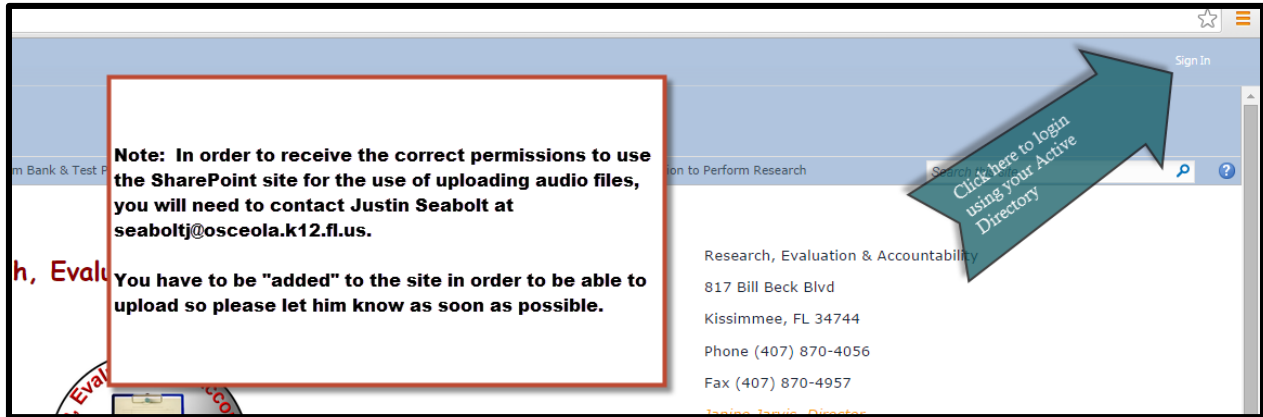 Sign In
Click here to login
using your Active
Directory
m Bank & Test P
ion to Perform Research
Note:  In order to receive the correct permissions to use
the SharePoint site for the use of uploading audio files,
you will need to contact Justin Seabolt at
seaboltj@osceola.k12.fl.us.
You have to be "added" to the site in order to be able to
upload so please let him know as soon as possible.
h, Evalu
Research, Evaluation & Accountability
817 Bill Beck Blvd
Kissimmee, FL 34744
Phone (407) 870-4056
Fax (407) 870-4957
Janine Jarvis, Director